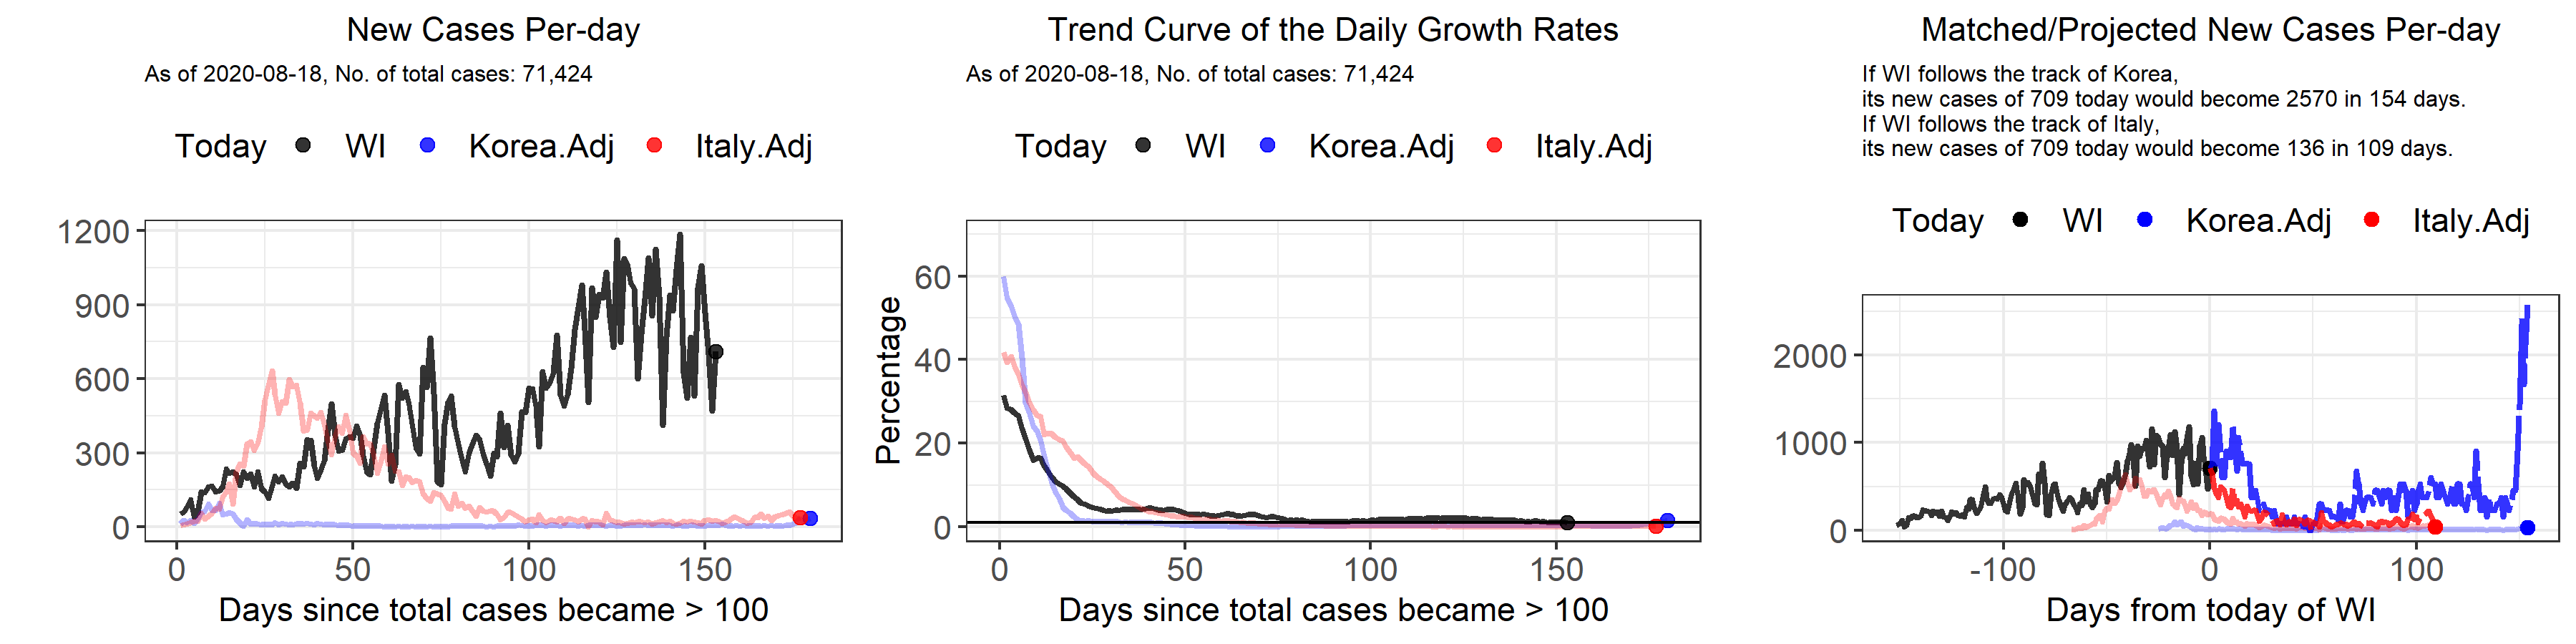 New Cases Per-day
As of 2020-08-18, No. of total cases: 71,424
Today WI Korea.Adj Italy.Adj
1200
900
600
300
0
0 50 100 150
Days since total cases became > 100
Trend Curve of the Daily Growth Rates
As of 2020-08-18, No. of total cases: 71,424
Today WI Korea.Adj Italy.Adj
Percentage
60
40
20
0
0 50 100 150
Days since total cases became > 100
Matched/Projected New Cases Per-day
If WI follows the track of Korea,
its new cases of 709 today would become 2570 in 154 days.
If WI follows the track of Italy,
its new cases of 709 today would become 136 in 109 days.
Today WI Korea.Adj Italy.Adj
2000
1000
0
-100 0 100
Days from today of WI